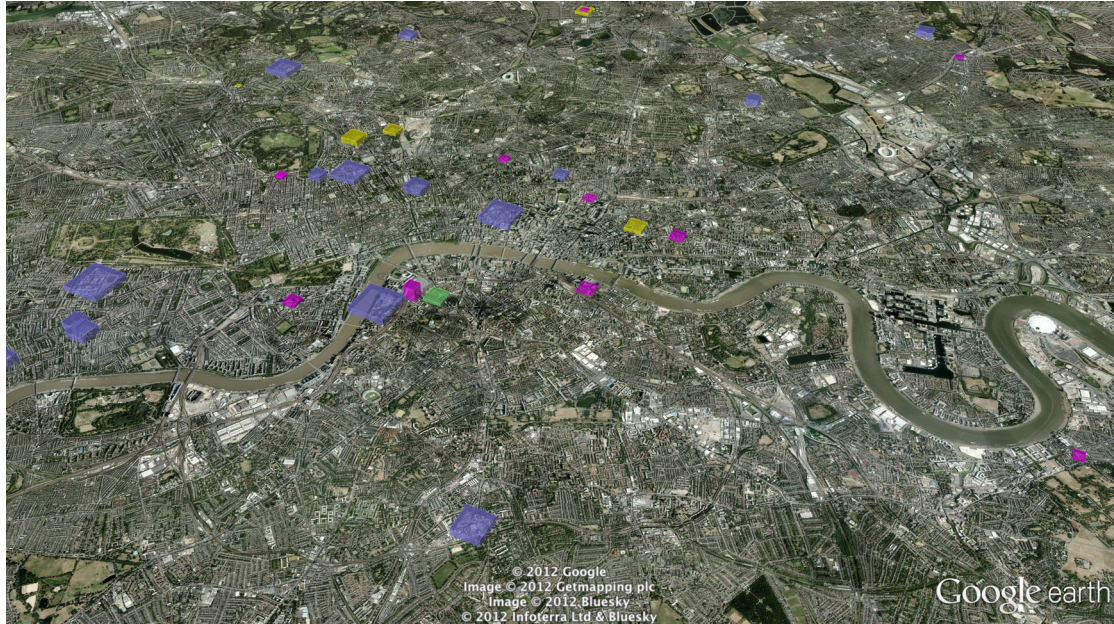 © 2012 Google
Image © 2012 Getmapping plc
Image © 2012 Bluesky
© 2012 Infoterra Ltd & Bluesky
Google earth